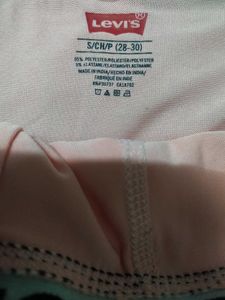 LEVI'S
S/CH/P (28-30)
95% POLYESTER/POLIESTER/POLYESTER
5% ELASTANE/ELASTANO/ELASTHANNE
MADE IN INDIA/HECHO EN INDIA/
FABRIQUÉ EN INDE